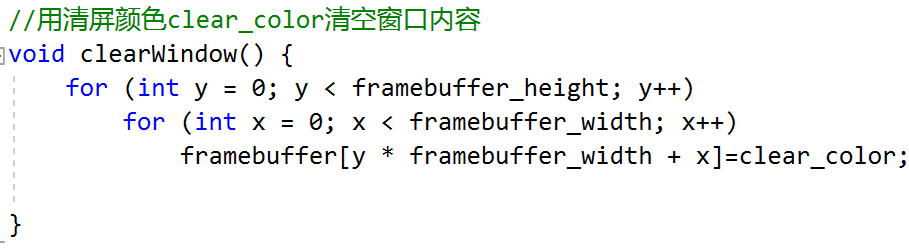 //用清屏颜色clear_color清空窗口内容
void clearWindow() {
    for (int y = 0; y < framebuffer_height; y++)
        for (int x = 0; x < framebuffer_width; x++)
            framebuffer[y * framebuffer_width + x]=clear_color;
}